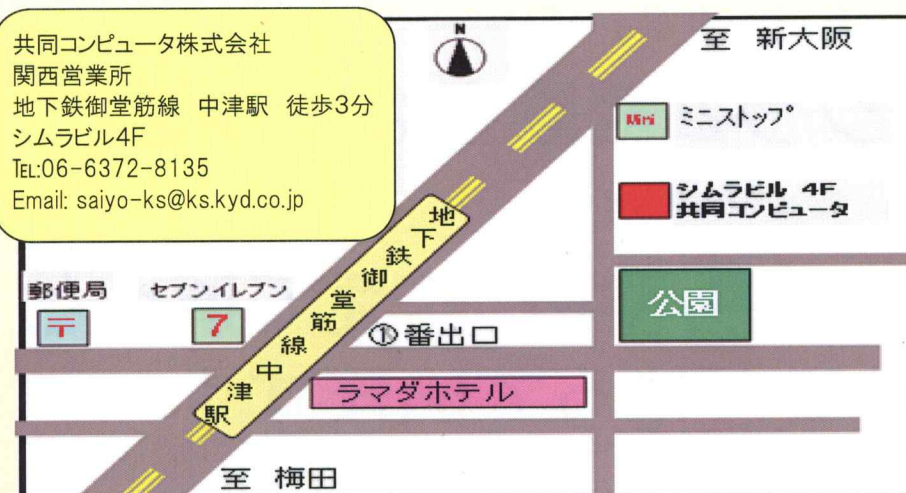 共同コンピュータ株式会社
関西営業所
地下鉄御堂筋線 中津駅 徒歩3分
シムラビル4F
TEL:06-6372-8135
Email: saiyo-ks@ks.kyd.co.jp
N
至 新大阪
Mini ミニストップ
シムラビル 4F
共同コンピュータ
地下鉄御堂筋線中津駅
郵便局
〒
セブンイレブン
7
①番出口
公園
ラマダホテル
至 梅田